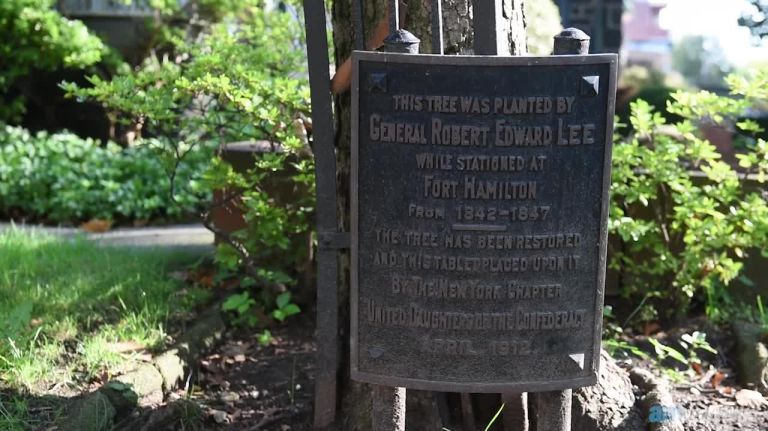 THIS TREE WAS PLANTED BY
GENERAL ROBERT EDWARD LEE
WHILE STATIONED AT
FORT HAMILTON
FROM 1842-1847
THE TREE HAS BEEN RESTORED
AND THIS TABLET PLACED UPON IT
BY THE NEW YORK CHAPTER
UNITED DAUGHTERS OF THE CONFEDERACY
APRIL 1912.